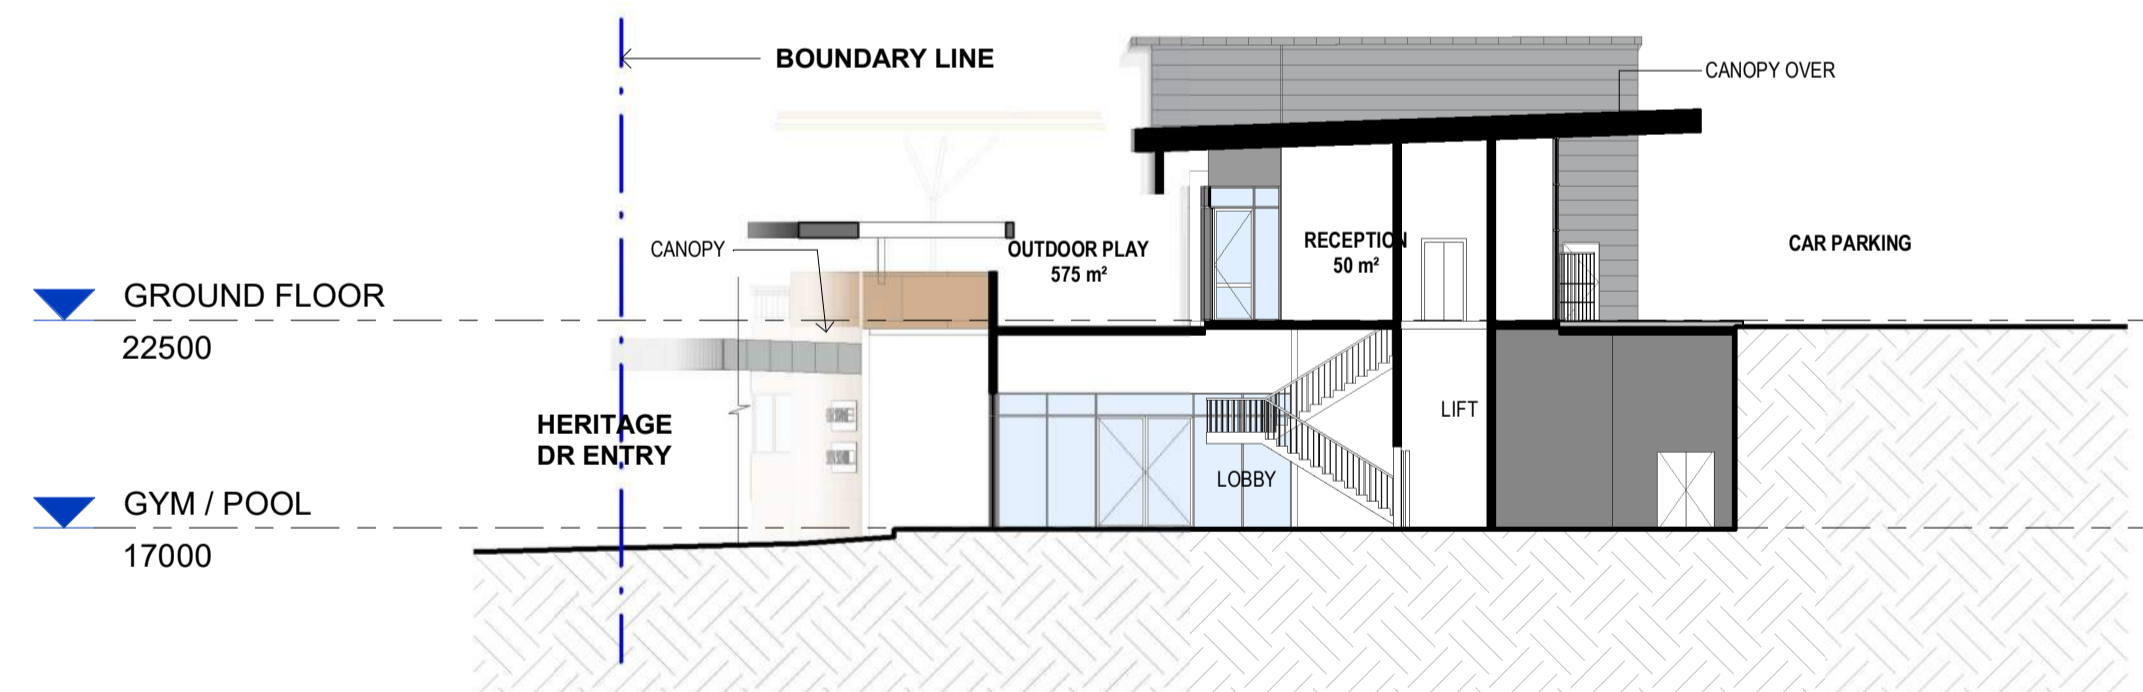 BOUNDARY LINE
CANOPY OVER
CANOPY
OUTDOOR PLAY
575 m²
RECEPTION
50 m²
CAR PARKING
GROUND FLOOR
22500
HERITAGE
DR ENTRY
LIFT
LOBBY
GYM / POOL
17000